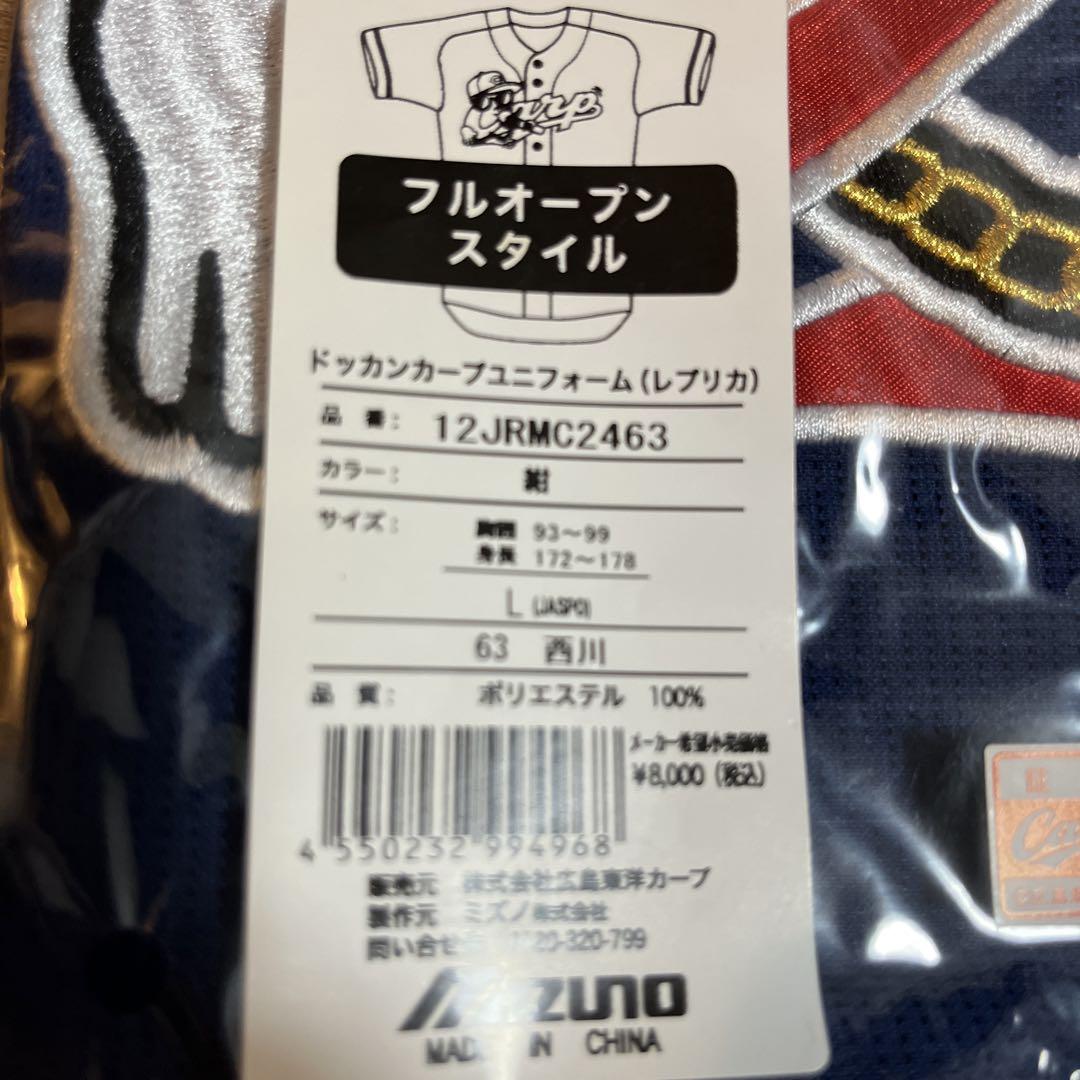 フルオープン
スタイル
ドッカンカープユニフォーム(レプリカ)
品 番: 12JRMC2463
カラー: 紺
サイズ: 胸囲 93~99
身長 172~178
L (JASPO)
63 西川
品 質: ポリエステル 100%
メーカー希望小売価格
¥8,000 (税込)
4 550232 994968
販売元 株式会社広島東洋カープ
製作元 ミズノ株式会社
問い合せ 20-320-799
MIZUNO
MADE IN CHINA